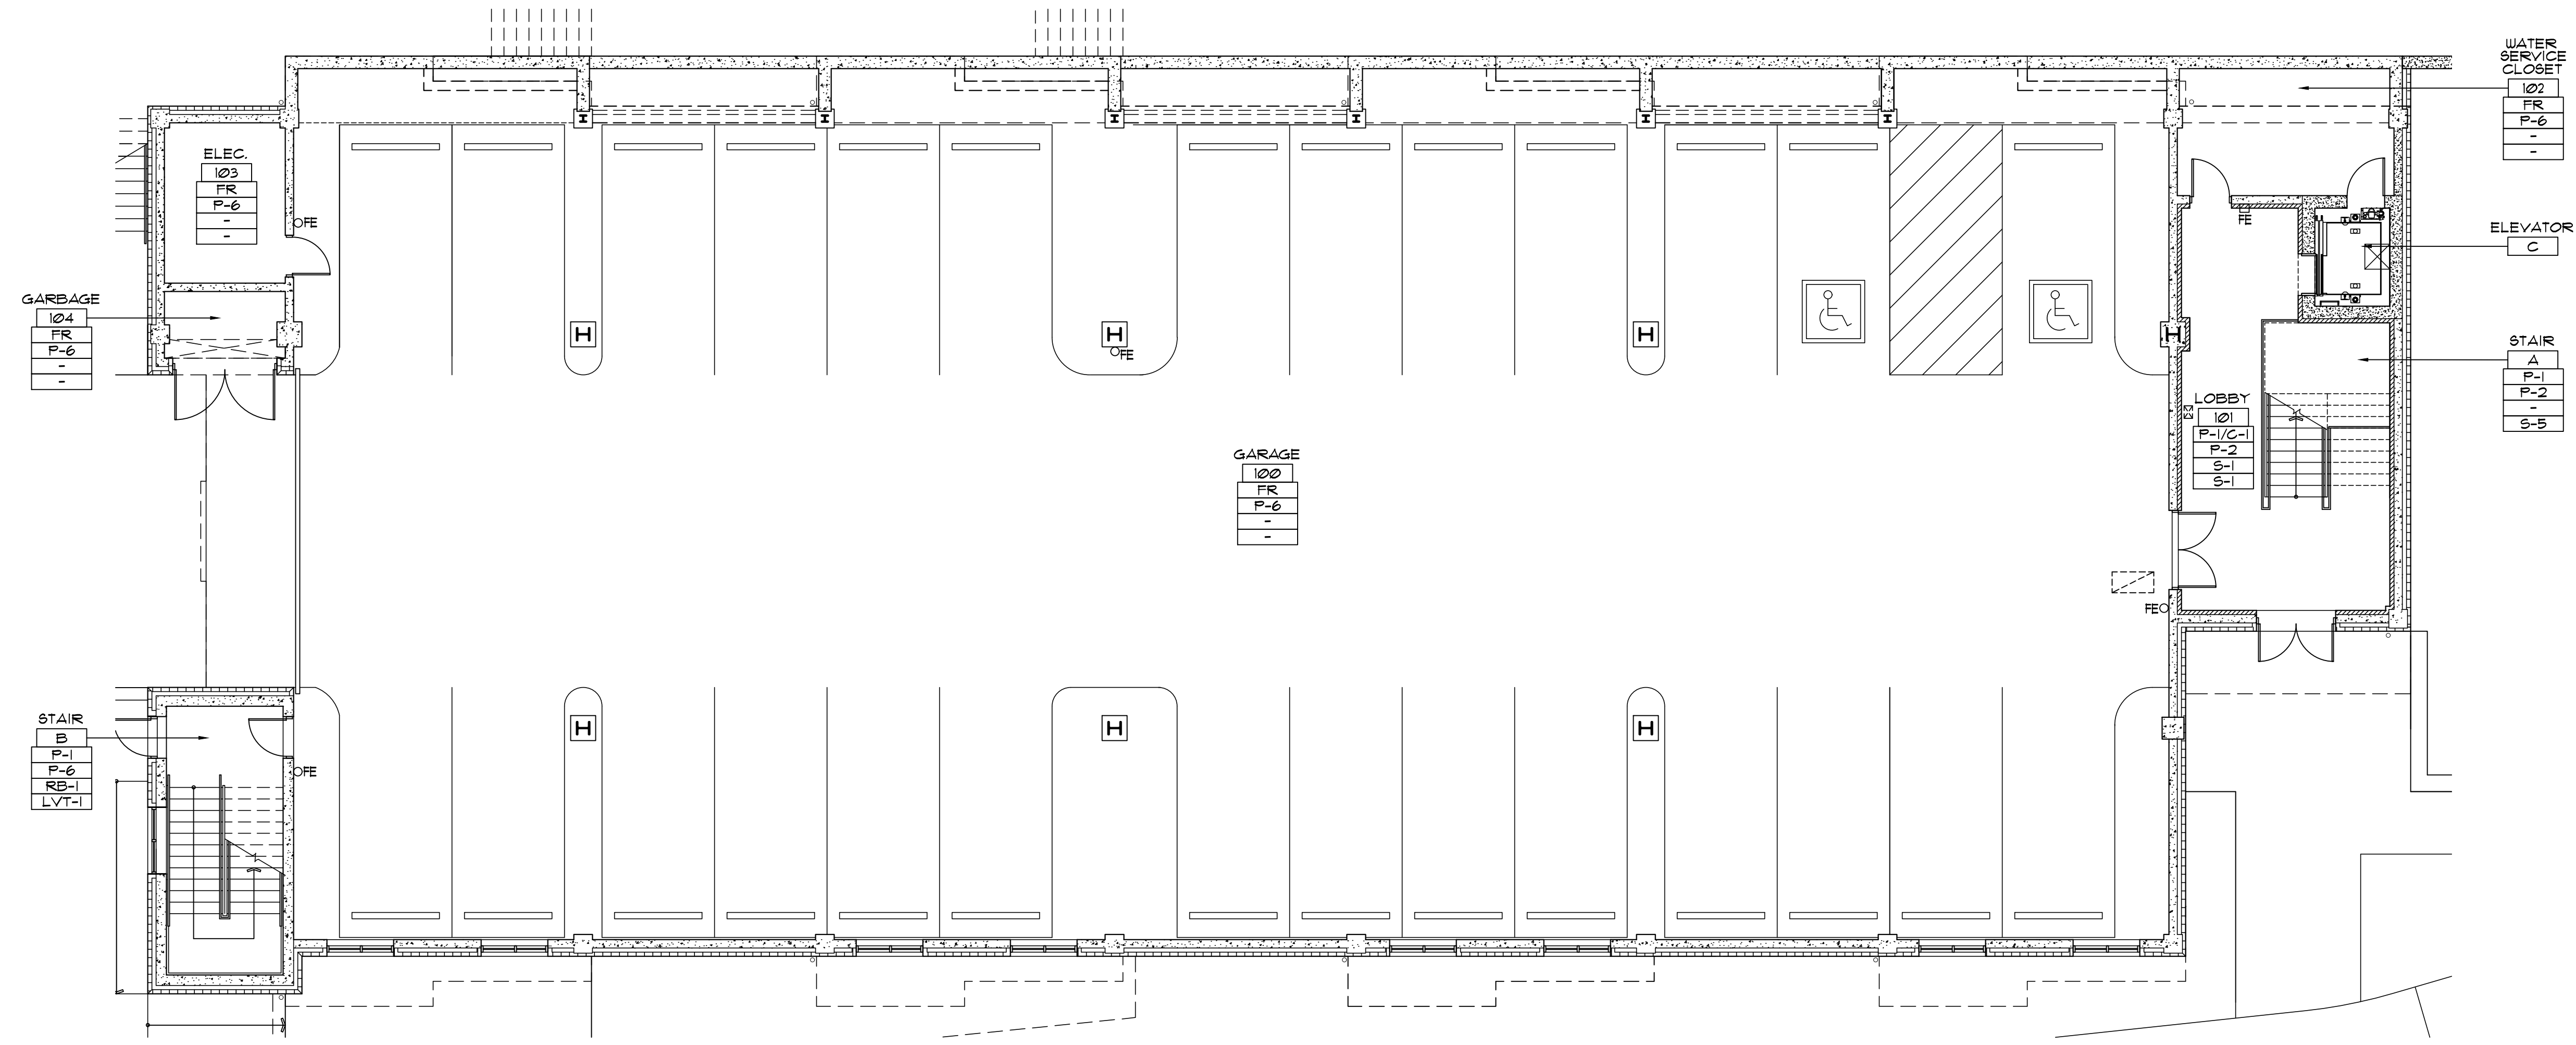 WATER
SERVICE
CLOSET
102
FR
P-6
-
-
ELEC.
103
FR
P-6
-
-
FE
FE
ELEVATOR
C
GARBAGE
104
FR
P-6
-
-
H
H
FE
H
H
STAIR
A
P-1
P-2
-
S-5
LOBBY
101
P-1/C-1
P-2
S-1
S-1
GARAGE
100
FR
P-6
-
-
FE
STAIR
B
P-1
P-6
RB-1
LVT-1
H
H
H
FE